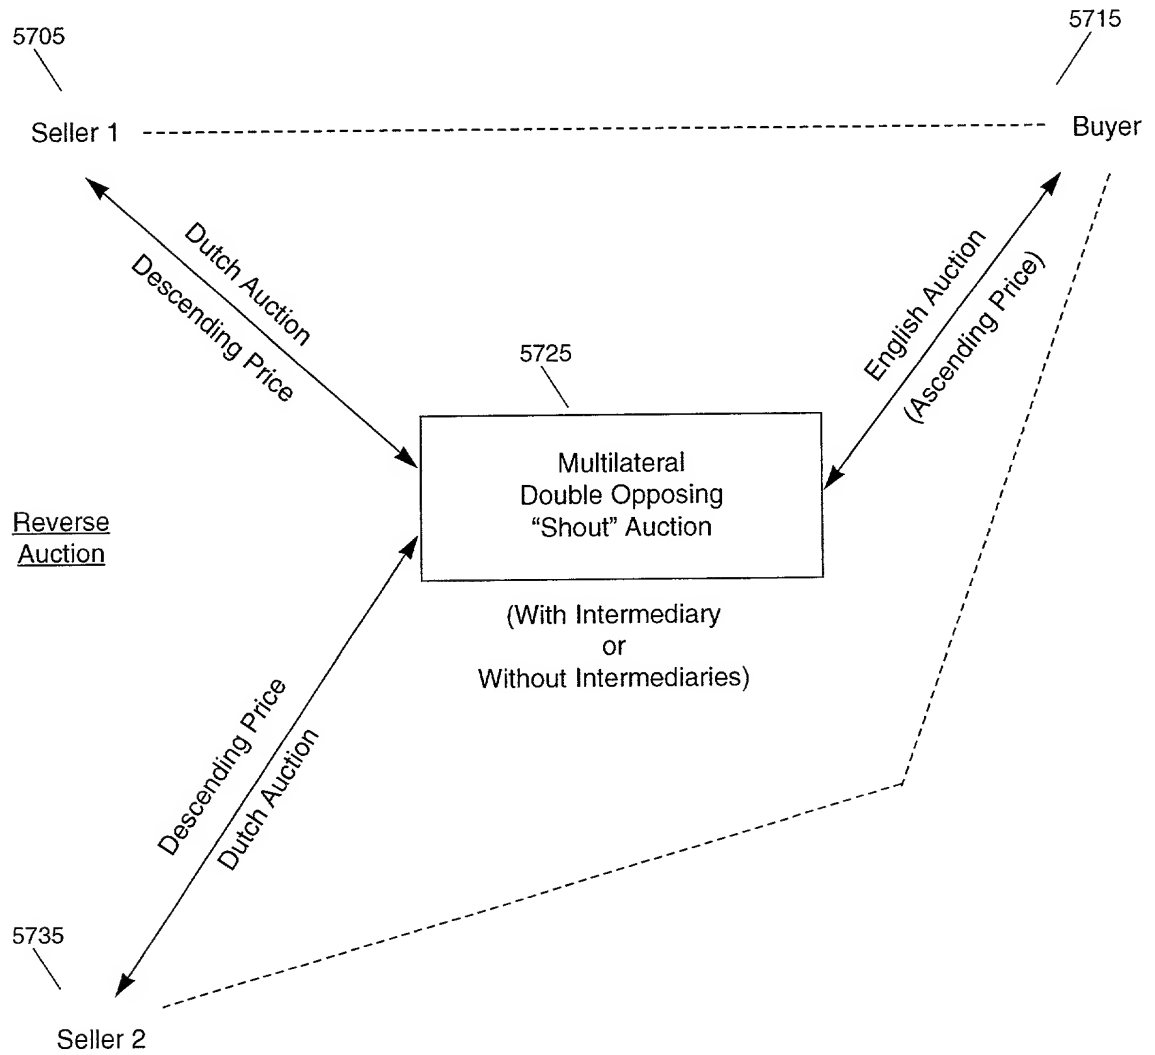 5705
5715
Seller 1
Buyer
Dutch Auction
Descending Price
English Auction
(Ascending Price)
5725
Multilateral
Double Opposing
“Shout” Auction
Reverse
Auction
(With Intermediary
or
Without Intermediaries)
Descending Price
Dutch Auction
5735
Seller 2